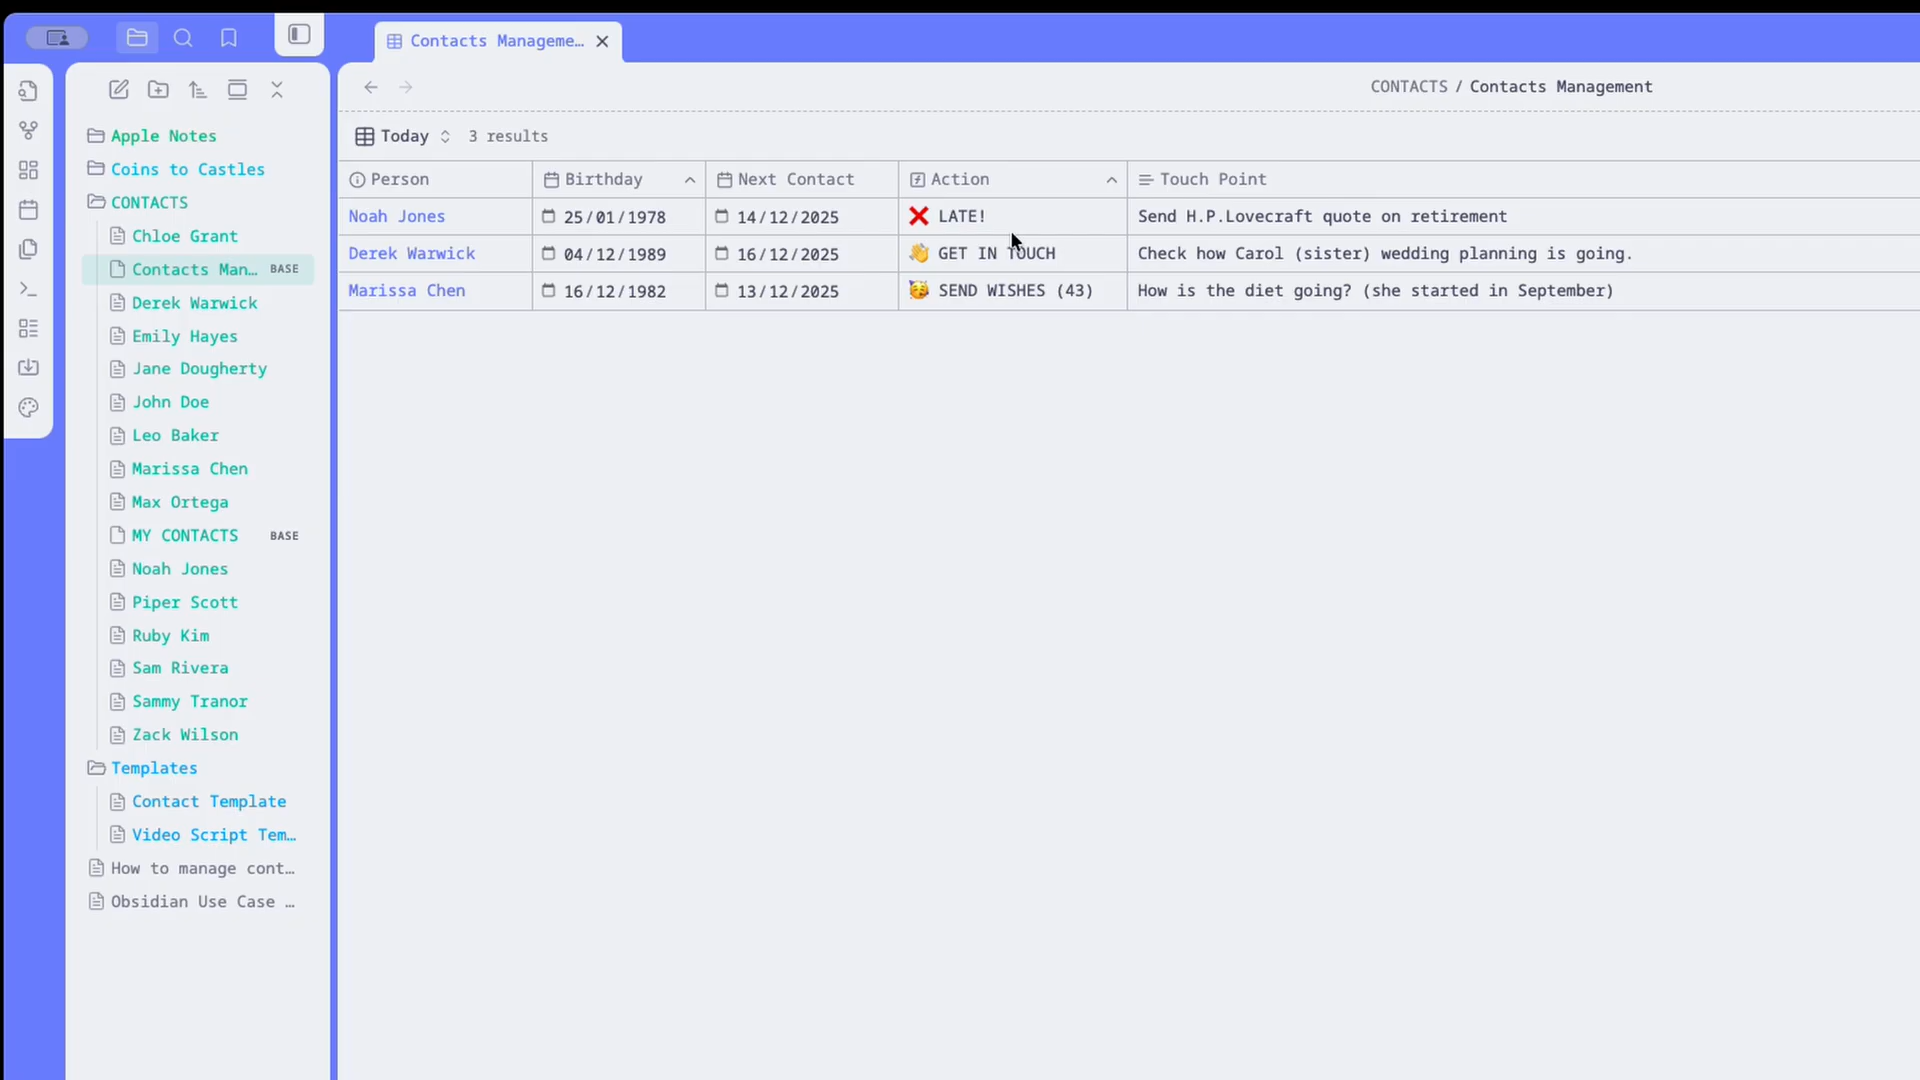 Contacts Manageme…
CONTACTS / Contacts Management
Today 3 results
Person Birthday Next Contact Action Touch Point
Noah Jones 25/01/1978 14/12/2025 ❌ LATE! Send H.P.Lovecraft quote on retirement
Derek Warwick 04/12/1989 16/12/2025 👋 GET IN TOUCH Check how Carol (sister) wedding planning is going.
Marissa Chen 16/12/1982 13/12/2025 🥳 SEND WISHES (43) How is the diet going? (she started in September)
Apple Notes
Coins to Castles
CONTACTS
Chloe Grant
Contacts Man… BASE
Derek Warwick
Emily Hayes
Jane Dougherty
John Doe
Leo Baker
Marissa Chen
Max Ortega
MY CONTACTS BASE
Noah Jones
Piper Scott
Ruby Kim
Sam Rivera
Sammy Tranor
Zack Wilson
Templates
Contact Template
Video Script Tem…
How to manage cont…
Obsidian Use Case …